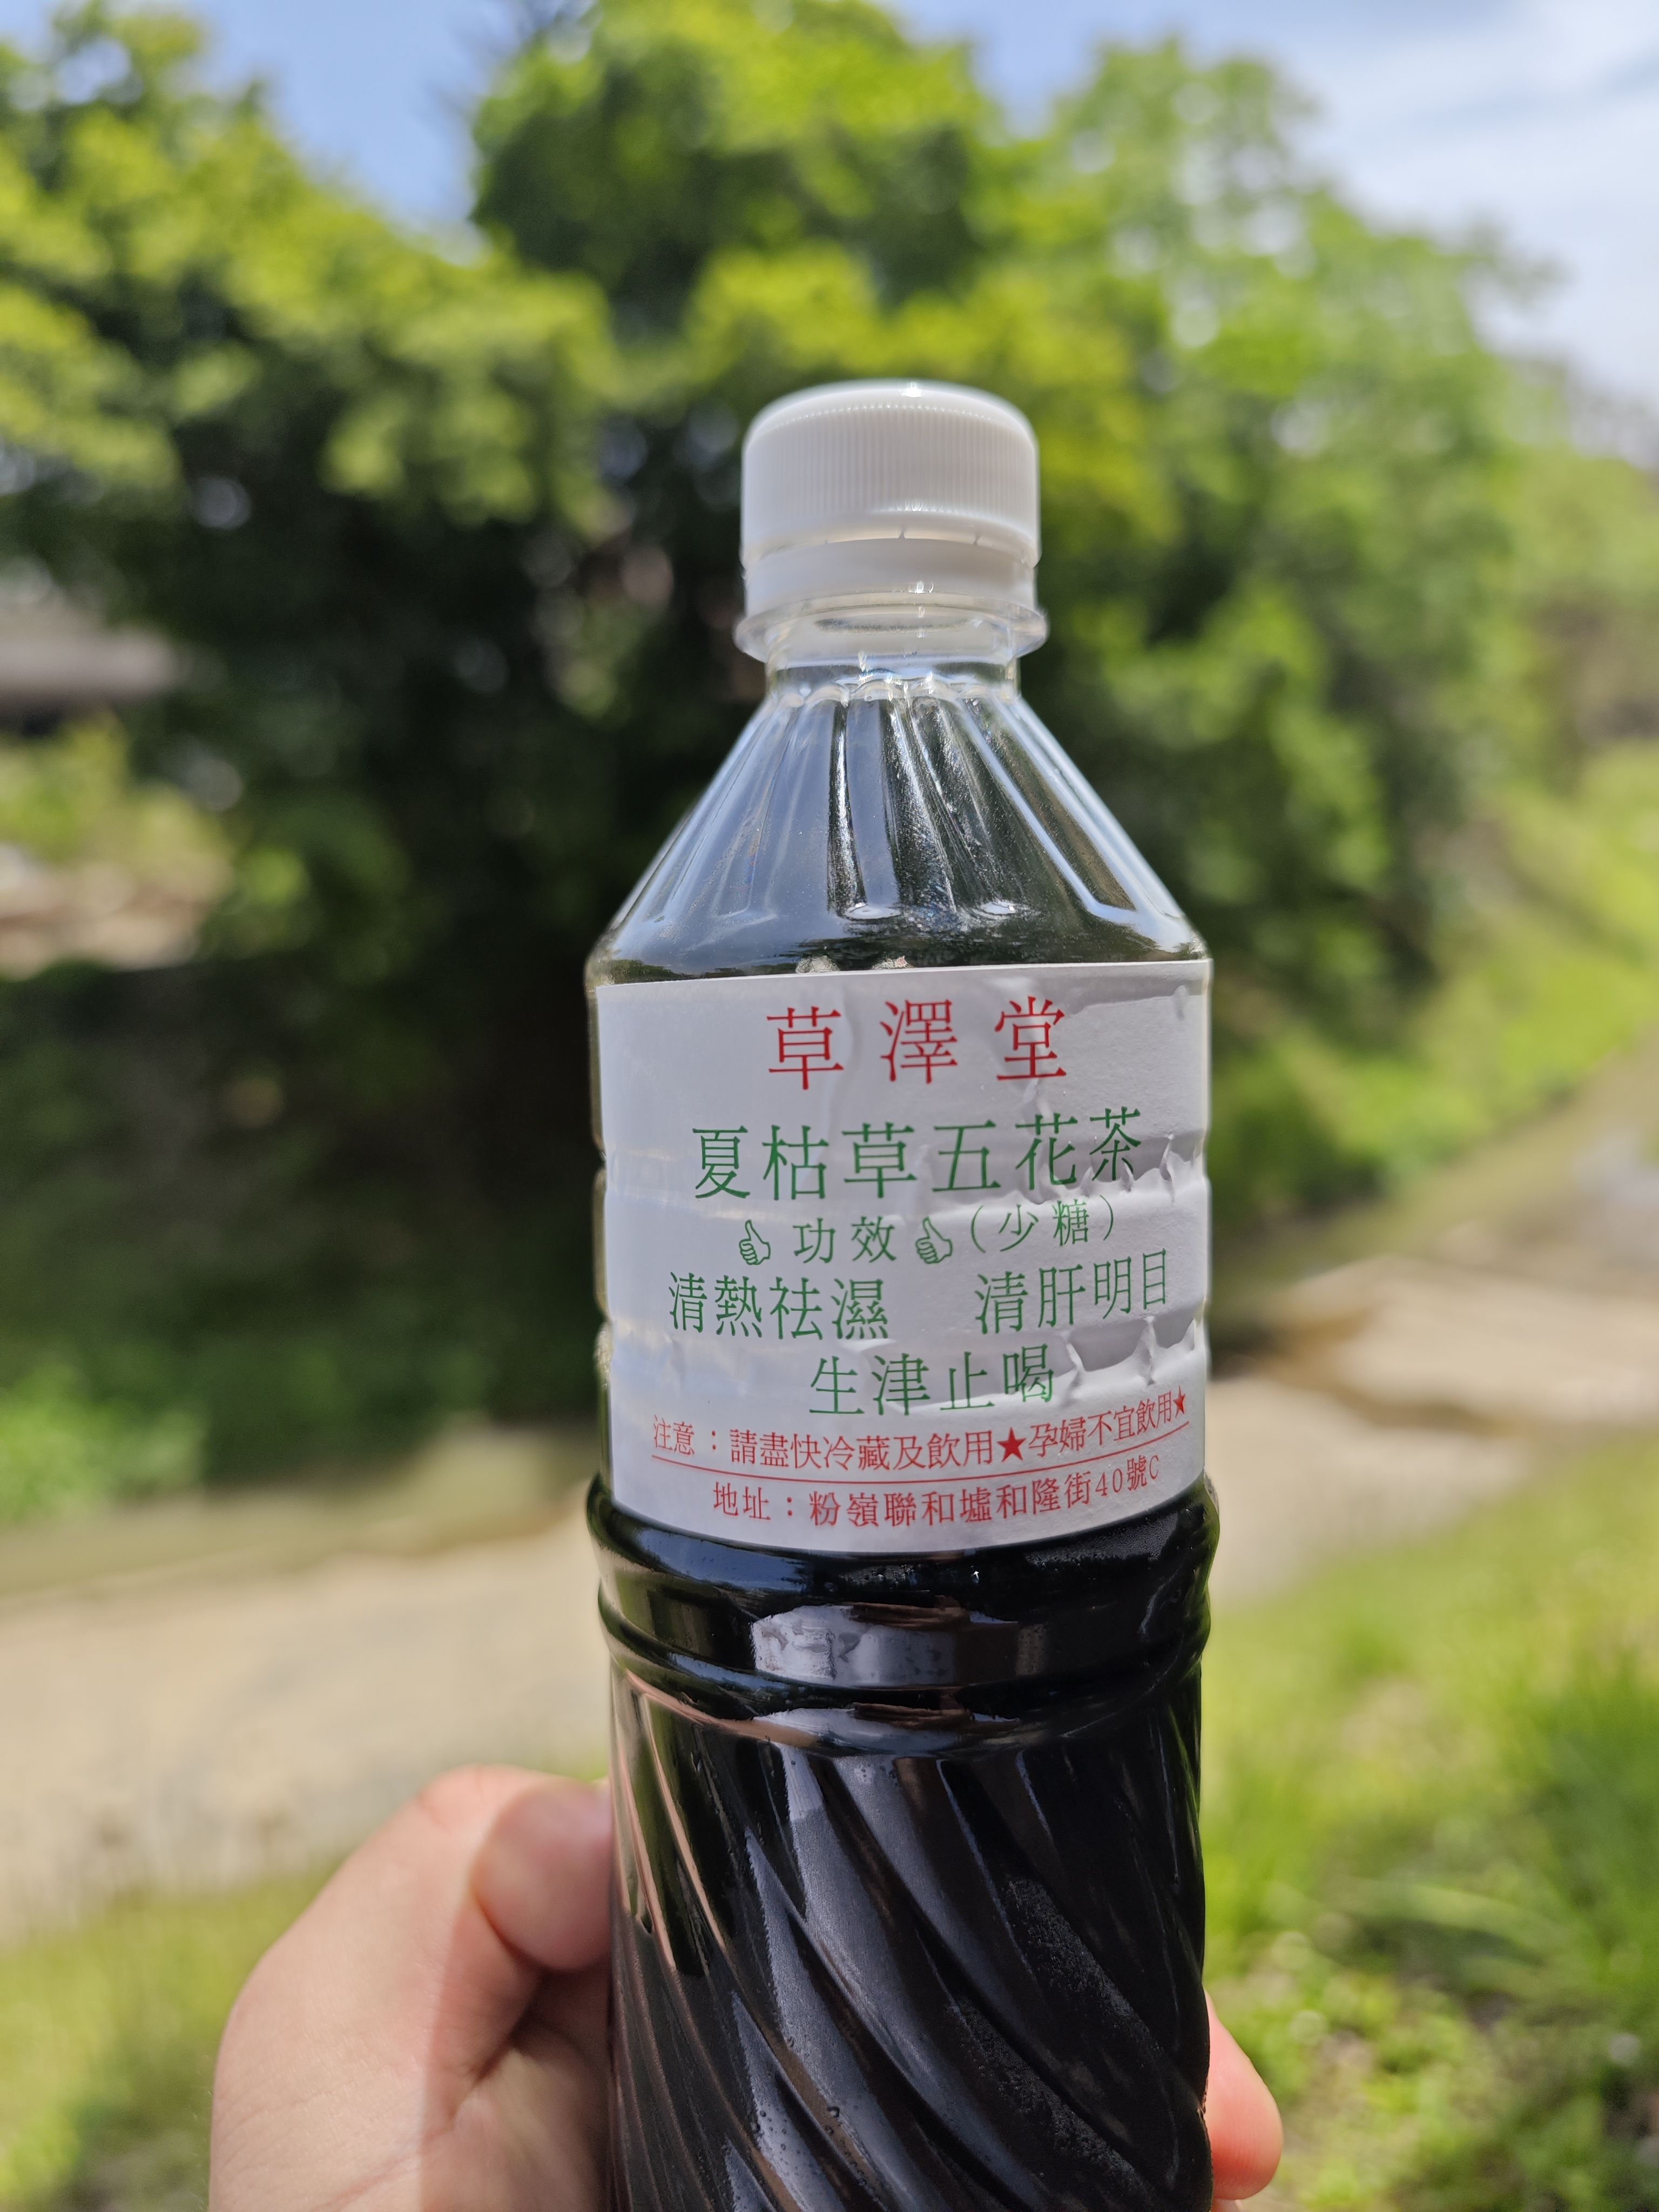 草澤堂
夏枯草五花茶
功效(少糖)
清熱祛濕 清肝明目
生津止喝
注意：請盡快冷藏及飲用★孕婦不宜飲用★
地址：粉嶺聯和墟和隆街40號C